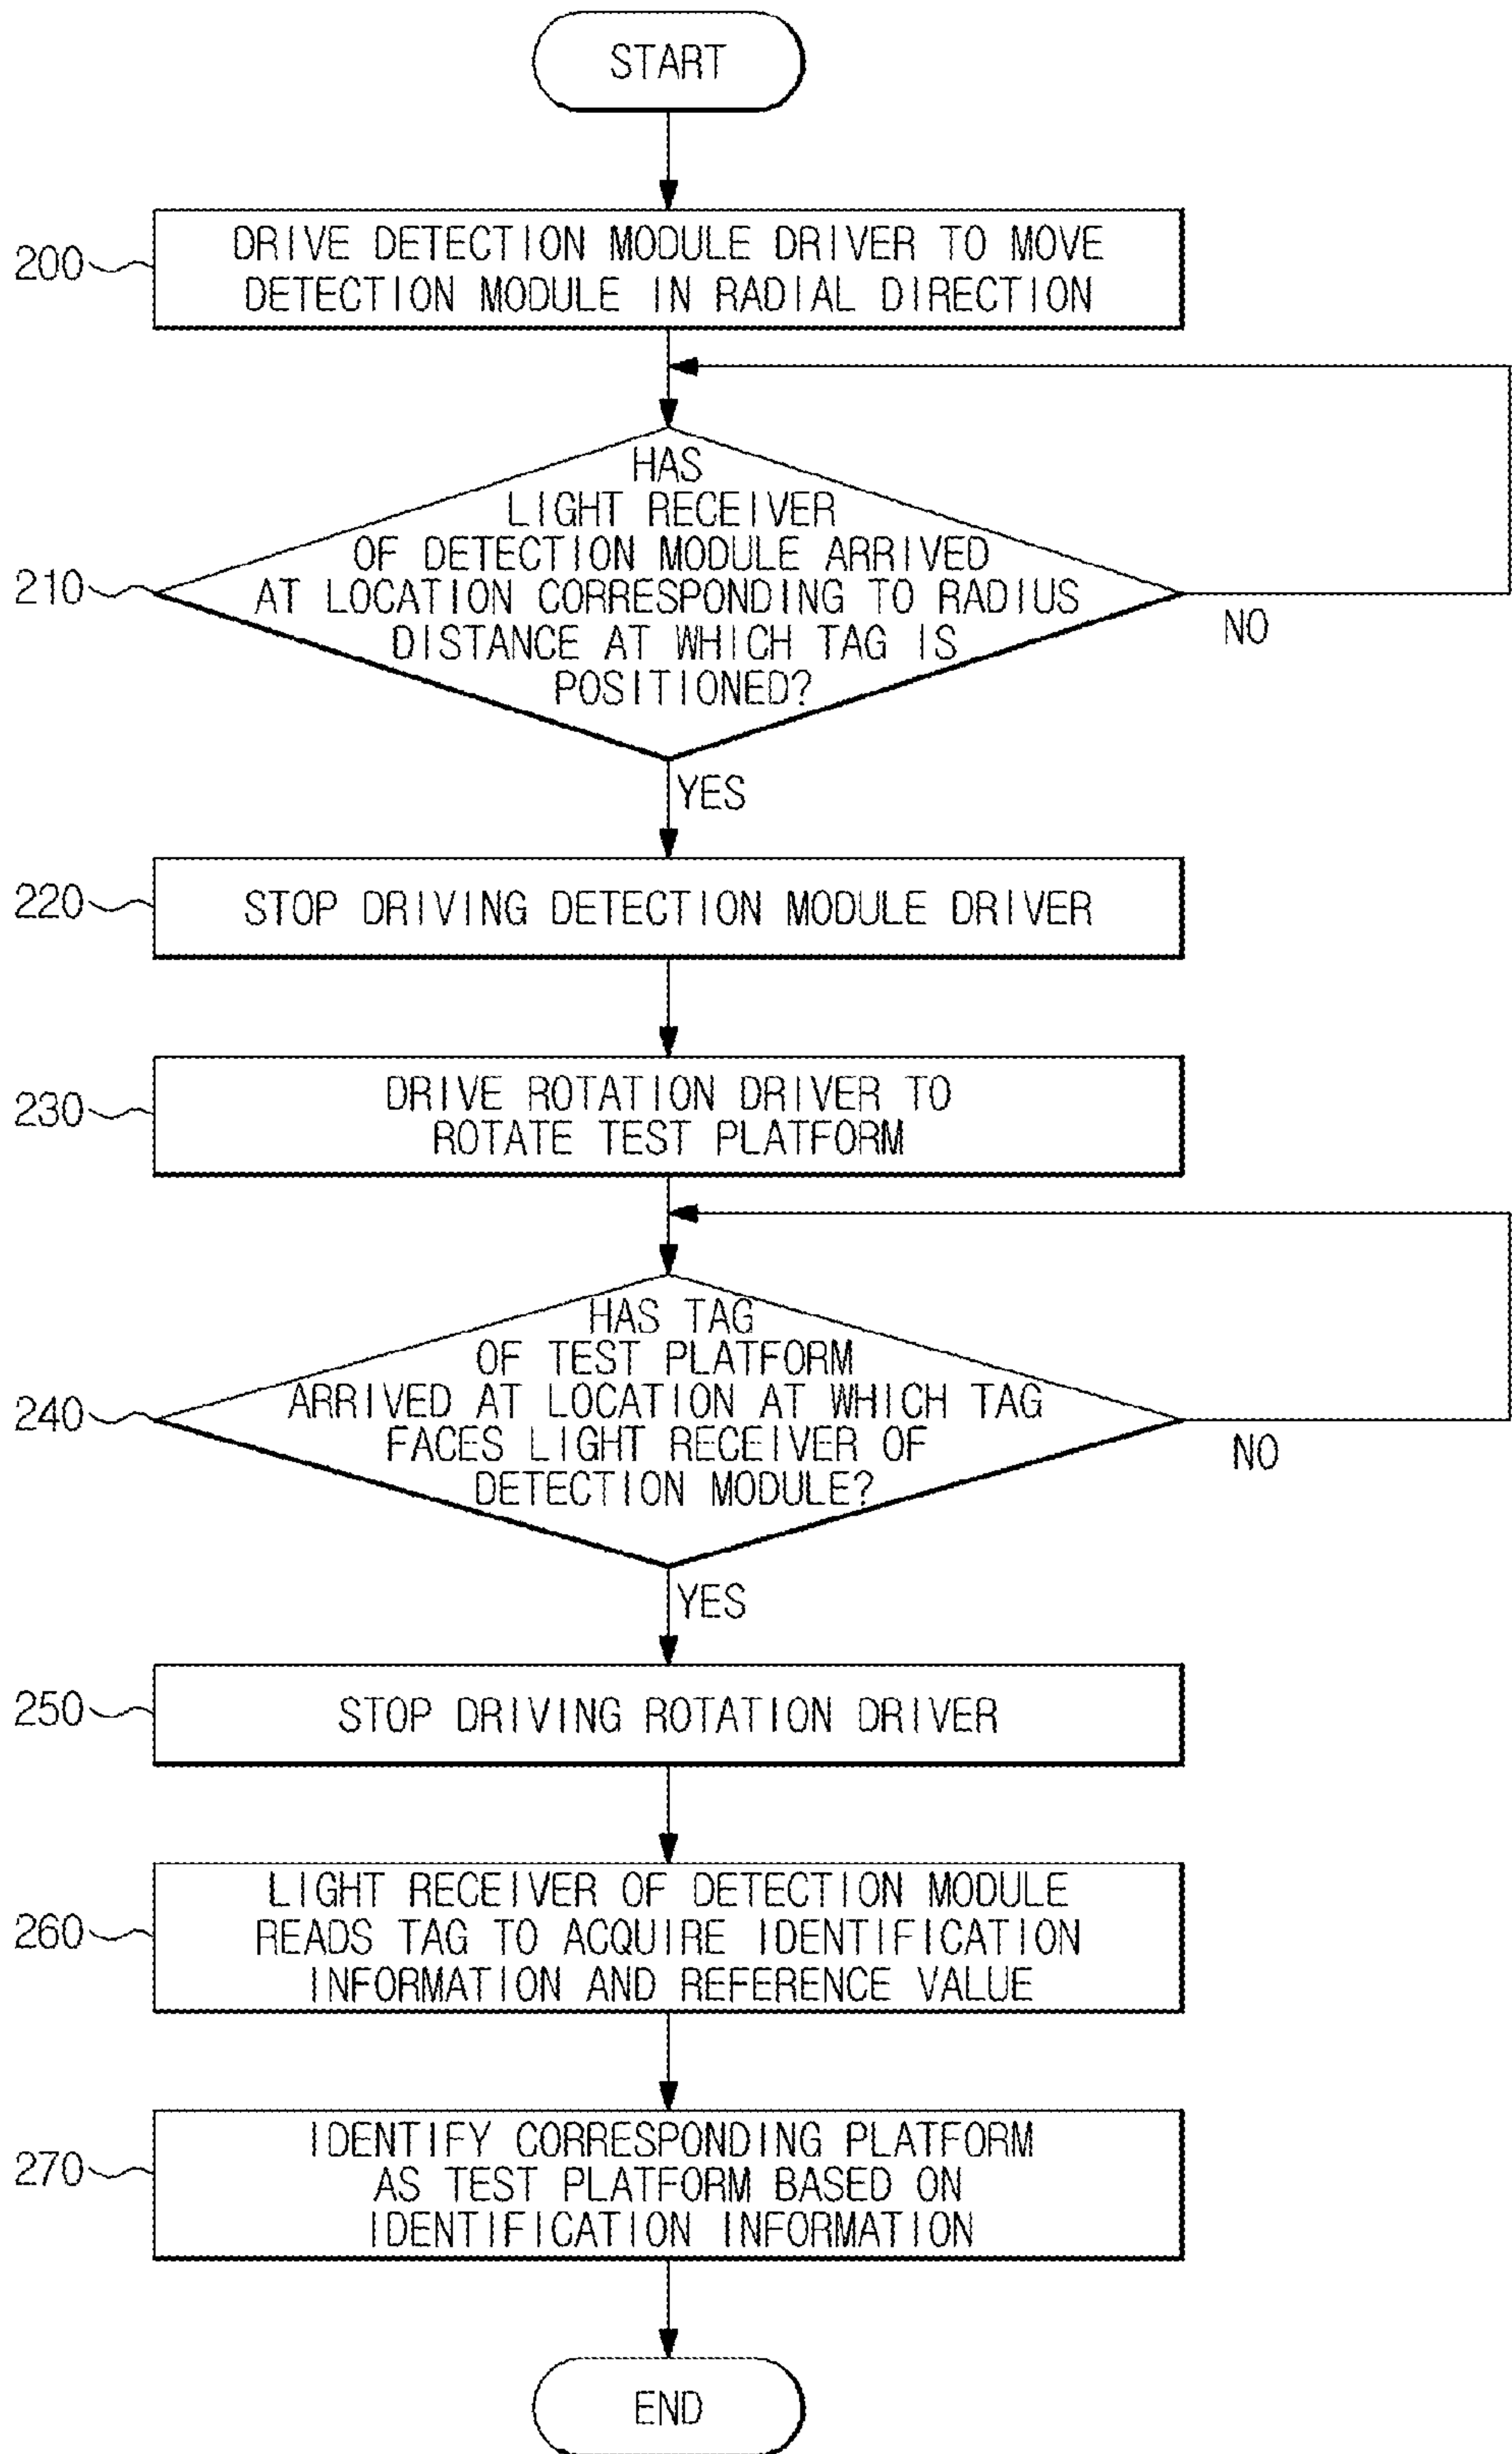 START
200
DRIVE DETECTION MODULE DRIVER TO MOVE
DETECTION MODULE IN RADIAL DIRECTION
210
HAS
LIGHT RECEIVER
OF DETECTION MODULE ARRIVED
AT LOCATION CORRESPONDING TO RADIUS
DISTANCE AT WHICH TAG IS
POSITIONED?
NO
YES
220
STOP DRIVING DETECTION MODULE DRIVER
230
DRIVE ROTATION DRIVER TO
ROTATE TEST PLATFORM
240
HAS TAG
OF TEST PLATFORM
ARRIVED AT LOCATION AT WHICH TAG
FACES LIGHT RECEIVER OF
DETECTION MODULE?
NO
YES
250
STOP DRIVING ROTATION DRIVER
260
LIGHT RECEIVER OF DETECTION MODULE
READS TAG TO ACQUIRE IDENTIFICATION
INFORMATION AND REFERENCE VALUE
270
IDENTIFY CORRESPONDING PLATFORM
AS TEST PLATFORM BASED ON
IDENTIFICATION INFORMATION
END